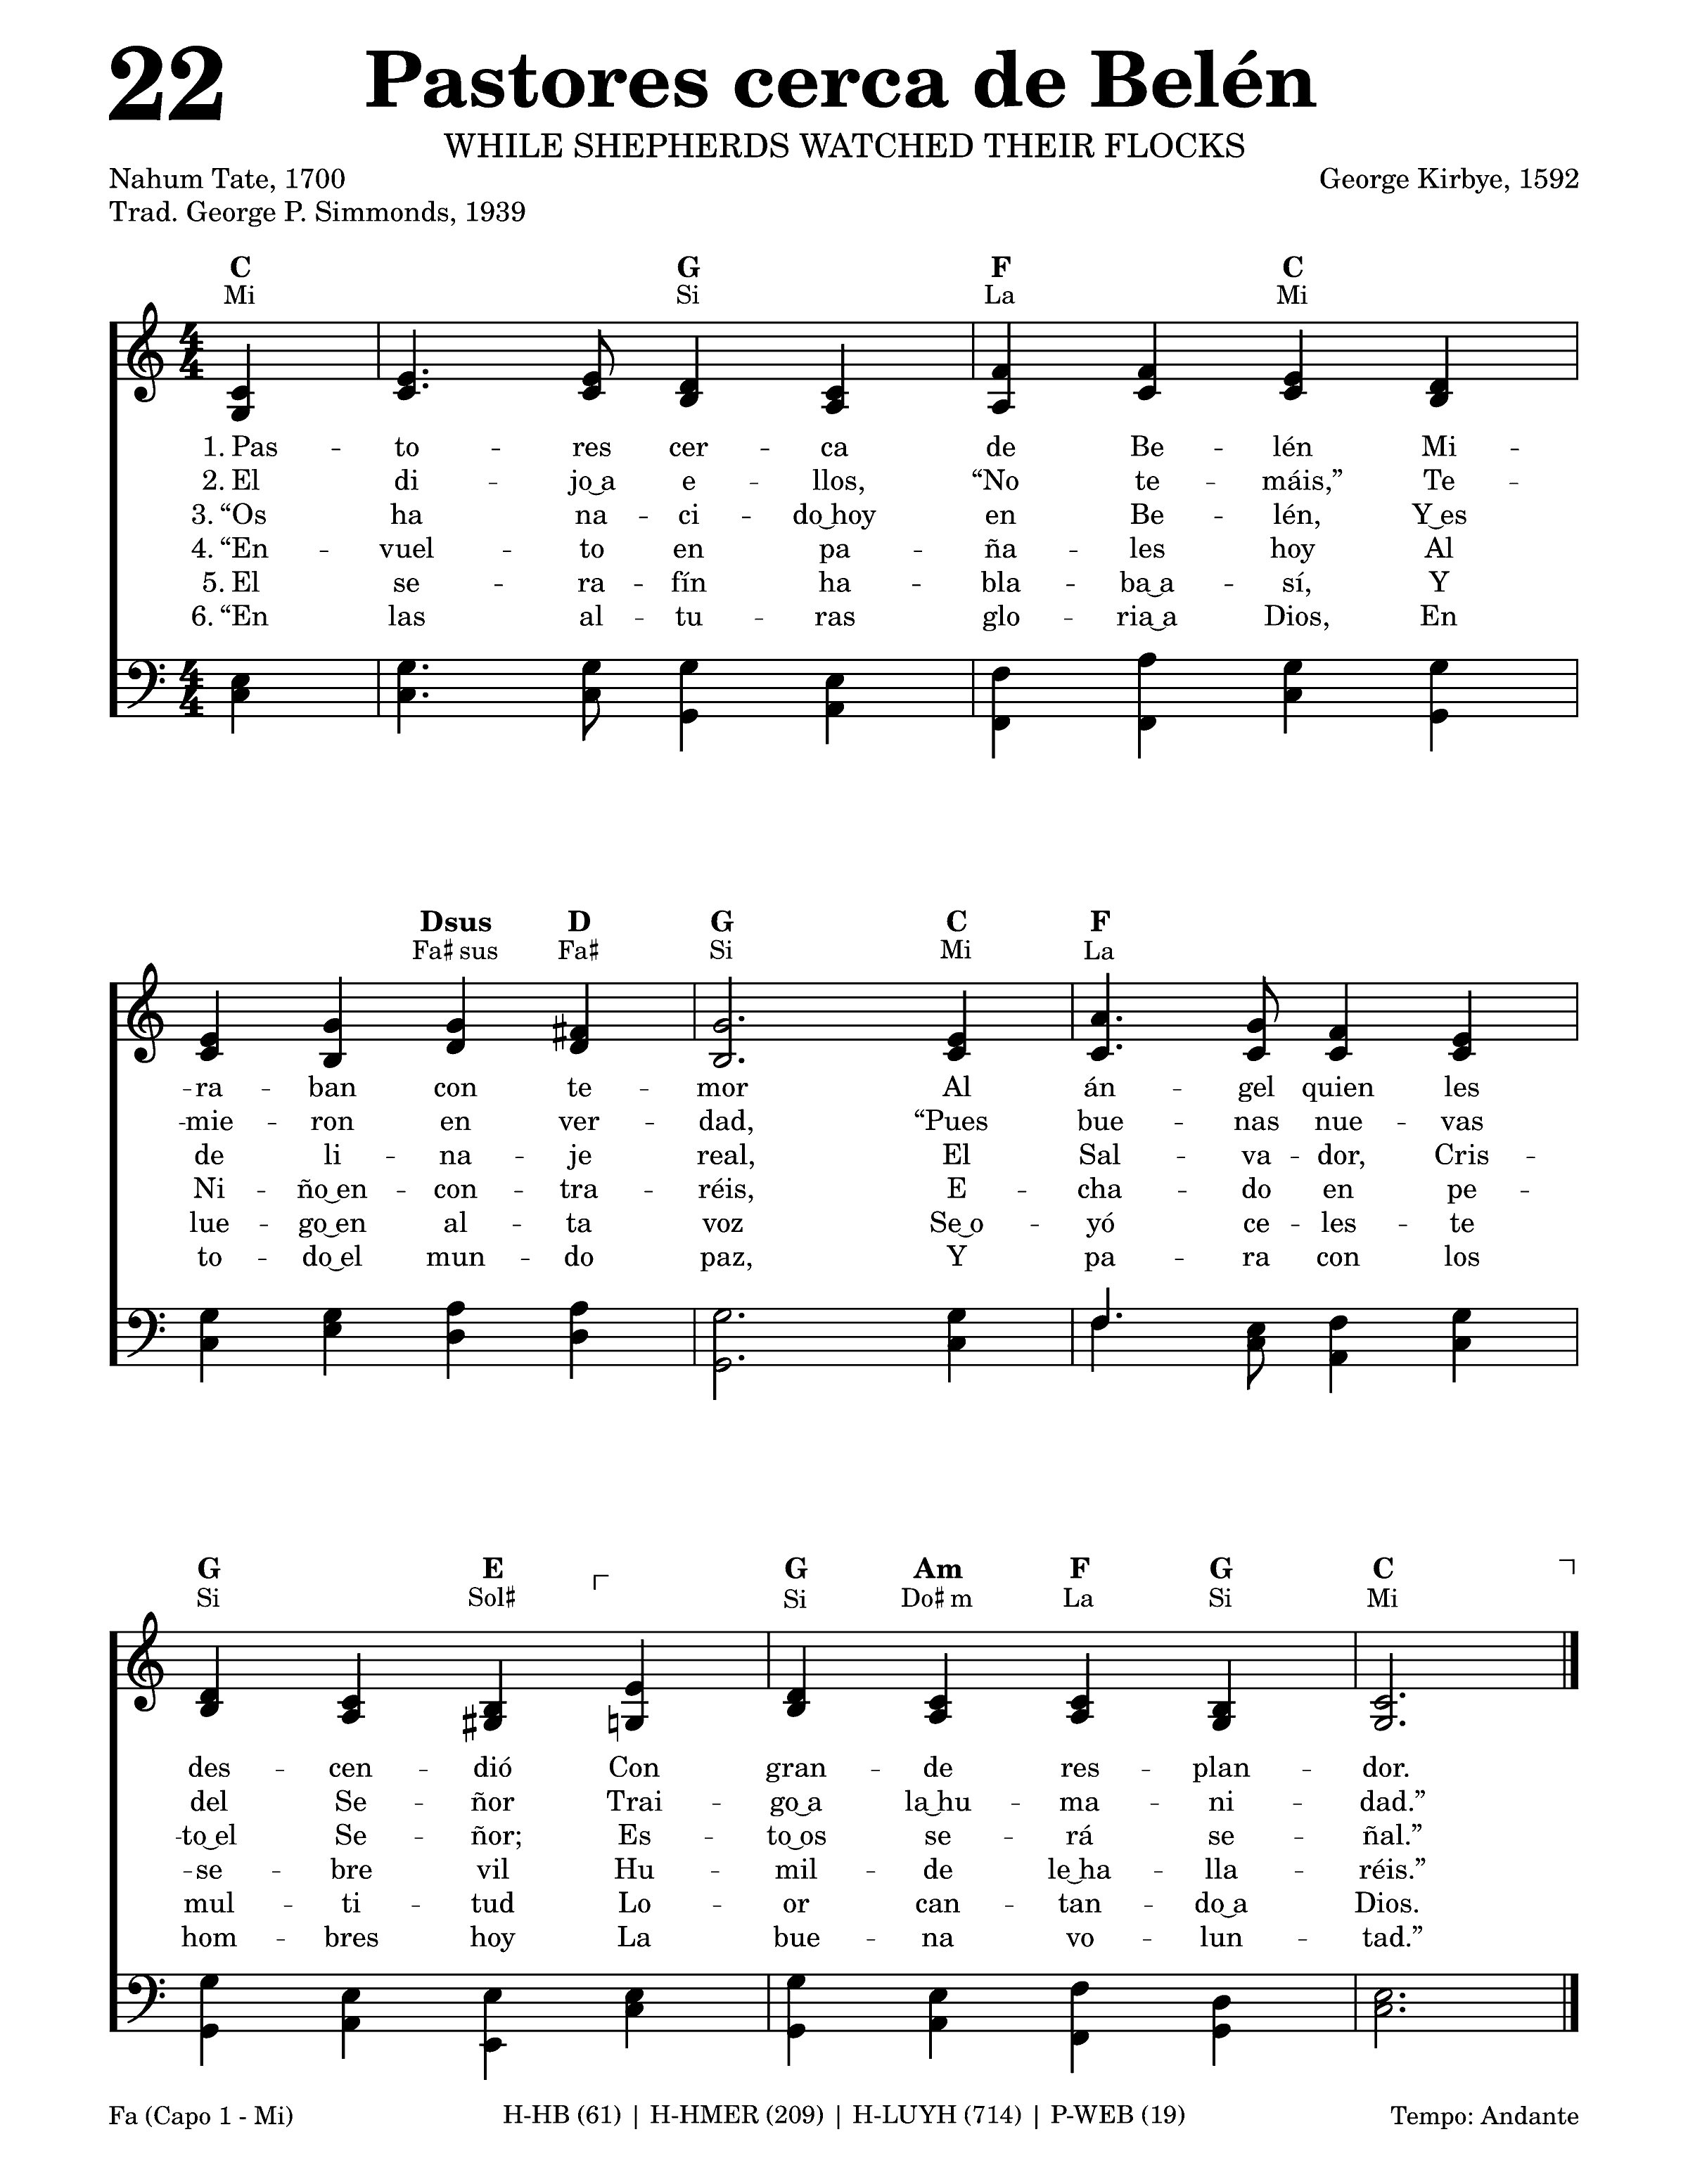 22 Pastores cerca de Belén
WHILE SHEPHERDS WATCHED THEIR FLOCKS
Nahum Tate, 1700 George Kirbye, 1592
Trad. George P. Simmonds, 1939
C G F C
Mi Si La Mi
1. Pas - to - res cer - ca de Be - lén Mi -
2. El di - jo‿a e - llos, “No te - máis,” Te -
3. “Os ha na - ci - do‿hoy en Be - lén, Y‿es
4. “En - vuel - to en pa - ña - les hoy Al
5. El se - ra - fín ha - bla - ba‿a - sí, Y
6. “En las al - tu - ras glo - ria‿a Dios, En
Dsus D G C F
Fa♯ sus Fa♯ Si Mi La
- ra - ban con te - mor Al án - gel quien les
- mie - ron en ver - dad, “Pues bue - nas nue - vas
de li - na - je real, El Sal - va - dor, Cris -
Ni - ño‿en - con - tra - réis, E - cha - do en pe -
lue - go‿en al - ta voz Se‿o - yó ce - les - te
to - do‿el mun - do paz, Y pa - ra con los
G E G Am F G C
Si Sol♯ Si Do♯ m La Si Mi
des - cen - dió Con gran - de res - plan - dor.
del Se - ñor Trai - go‿a la‿hu - ma - ni - dad.”
- to‿el Se - ñor; Es - to‿os se - rá se - ñal.”
- se - bre vil Hu - mil - de le‿ha - lla - réis.”
mul - ti - tud Lo - or can - tan - do‿a Dios.
hom - bres hoy La bue - na vo - lun - tad.”
Fa (Capo 1 - Mi) H-HB (61) | H-HMER (209) | H-LUYH (714) | P-WEB (19) Tempo: Andante